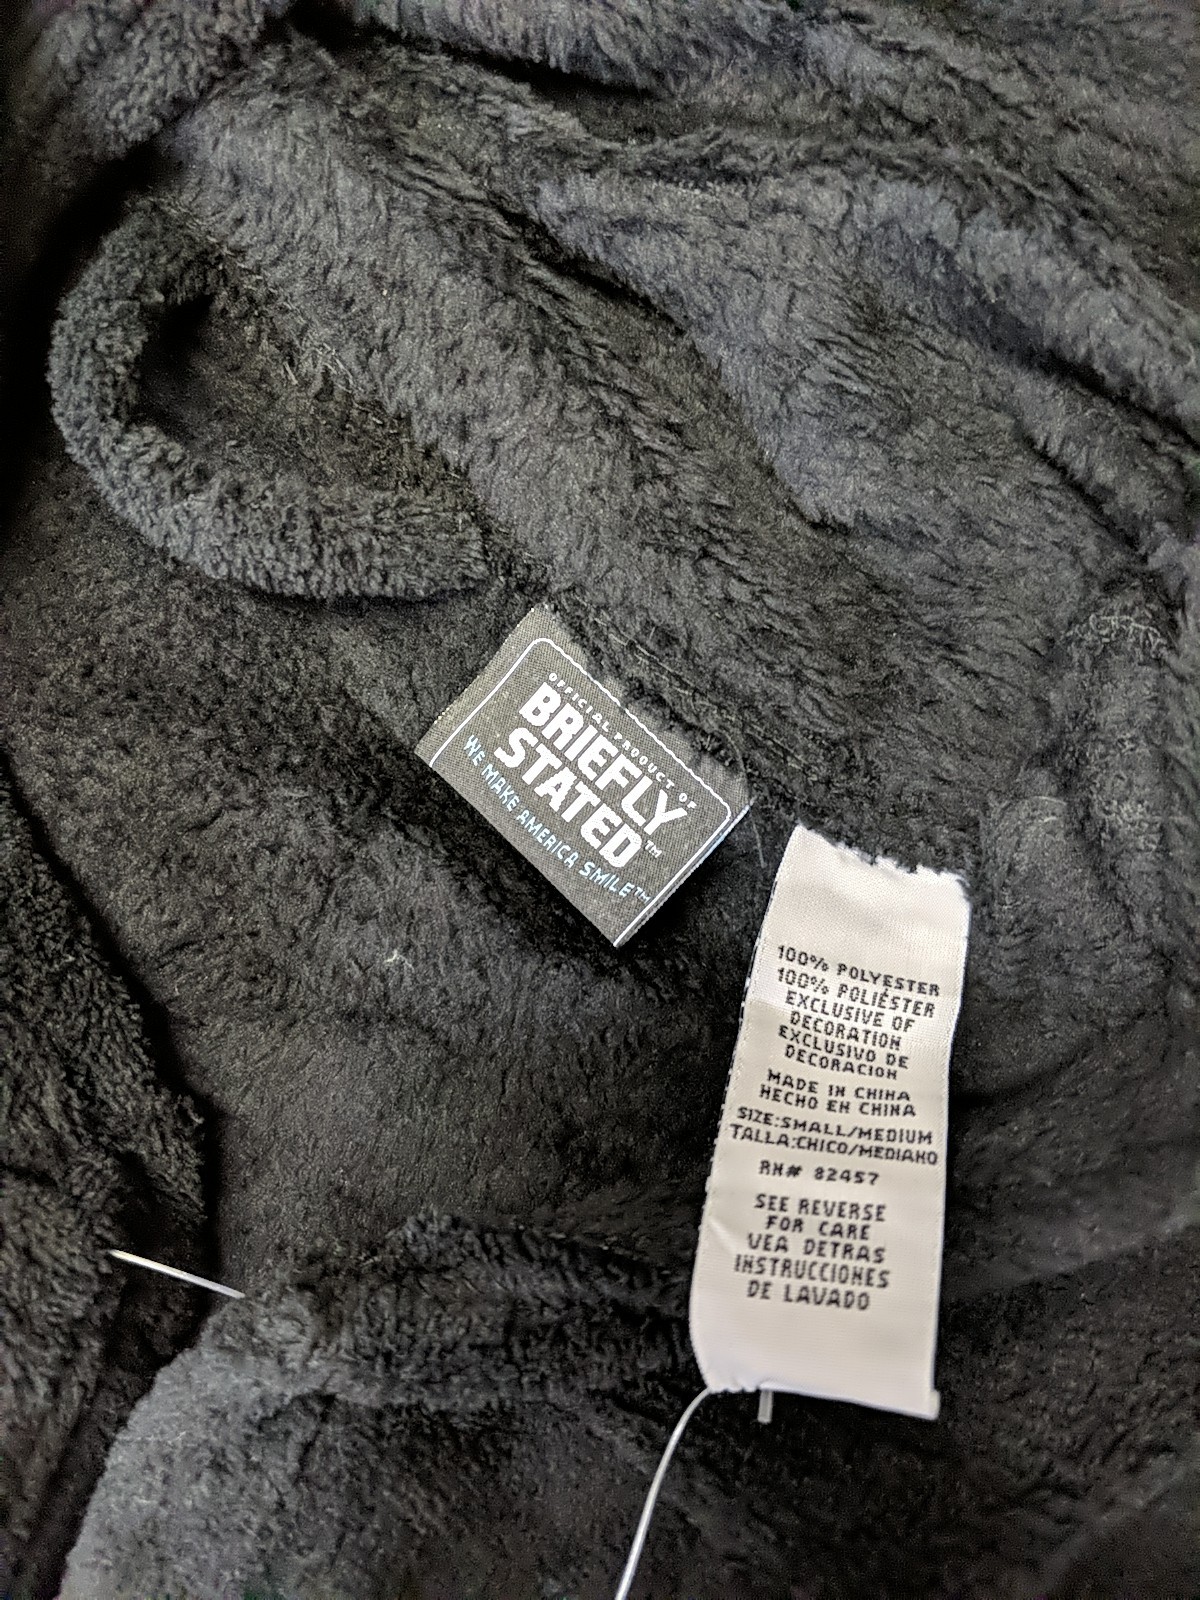 OFFICIAL PRODUCT OF
BRIEFLY
STATED™
WE MAKE AMERICA SMILE™
100% POLYESTER
100% POLIÉSTER
EXCLUSIVE OF
DECORATION
EXCLUSIVO DE
DECORACION
MADE IN CHINA
HECHO EN CHINA
SIZE:SMALL/MEDIUM
TALLA:CHICO/MEDIANO
RN# 82457
SEE REVERSE
FOR CARE
VEA DETRAS
INSTRUCCIONES
DE LAVADO